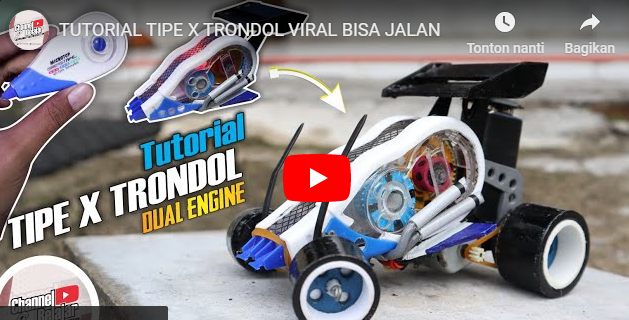 TUTORIAL TIPE X TRONDOL VIRAL BISA JALAN
Tonton nanti
Bagikan
Tutorial
TIPE X TRONDOL
DUAL ENGINE
Channel